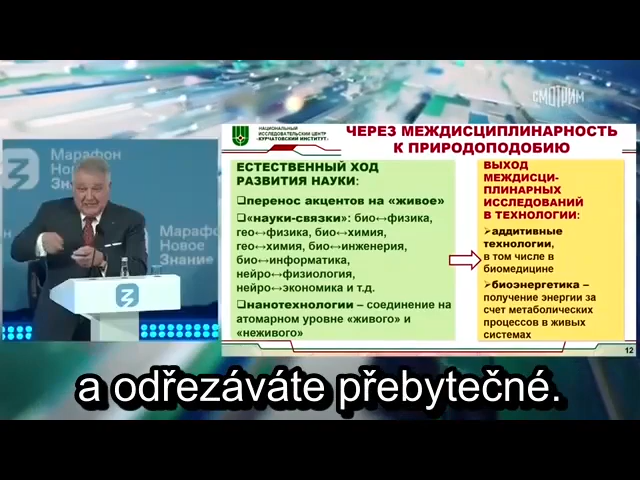 СМОТРИМ
НАЦИОНАЛЬНЫЙ
ИССЛЕДОВАТЕЛЬСКИЙ ЦЕНТР
«КУРЧАТОВСКИЙ ИНСТИТУТ»
ЧЕРЕЗ МЕЖДИСЦИПЛИНАРНОСТЬ
К ПРИРОДОПОДОБИЮ
ЕСТЕСТВЕННЫЙ ХОД
РАЗВИТИЯ НАУКИ:
❑перенос акцентов на «живое»
❑«науки-связки»: био↔физика,
гео↔физика, био↔химия,
гео↔химия, био↔инженерия,
био↔информатика,
нейро↔физиология,
нейро↔экономика и т.д.
❑нанотехнологии – соединение на
атомарном уровне «живого» и
«неживого»
ВЫХОД
МЕЖДИСЦИ-
ПЛИНАРНЫХ
ИССЛЕДОВАНИЙ
В ТЕХНОЛОГИИ:
➢аддитивные
технологии,
в том числе в
биомедицине
➢биоэнергетика –
получение энергии за
счет метаболических
процессов в живых
системах
12
Марафон
Новое
Знание
Марафон
Новое
Знание
a odřezáváte přebytečné.